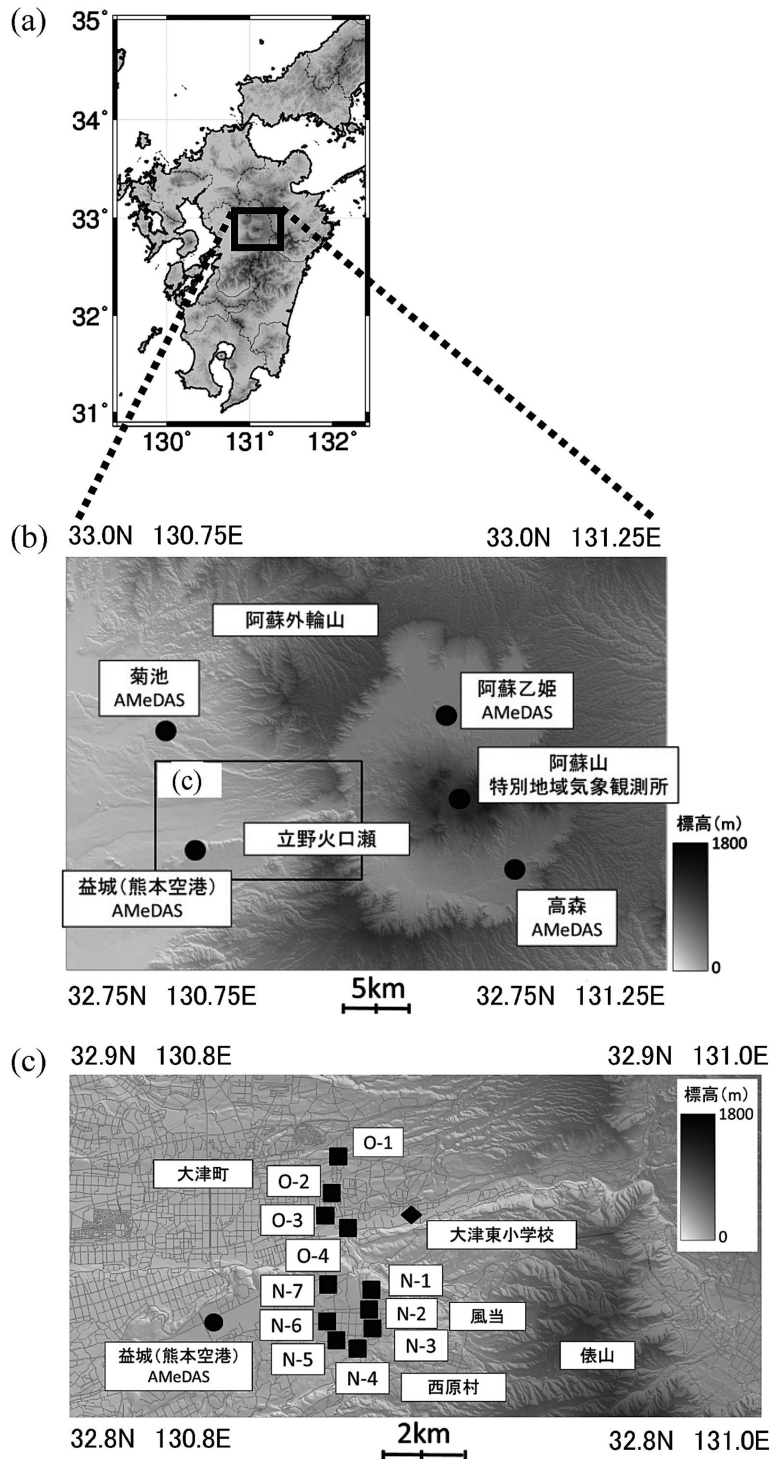 (a)
35°
34°
33°
32°
31°
130°
131°
132°
33.0N 130.75E
33.0N 131.25E
(b)
阿蘇外輪山
菊池
AMeDAS
阿蘇乙姫
AMeDAS
(c)
阿蘇山
特別地域気象観測所
立野火口瀬
標高(m)
1800
0
益城(熊本空港)
AMeDAS
高森
AMeDAS
32.75N 130.75E
5km
32.75N 131.25E
(c)
32.9N 130.8E
32.9N 131.0E
標高(m)
1800
0
O-1
大津町
O-2
O-3
大津東小学校
O-4
N-7
N-1
N-2
風当
N-6
N-3
俵山
N-5
益城(熊本空港)
AMeDAS
N-4
西原村
32.8N 130.8E
2km
32.8N 131.0E